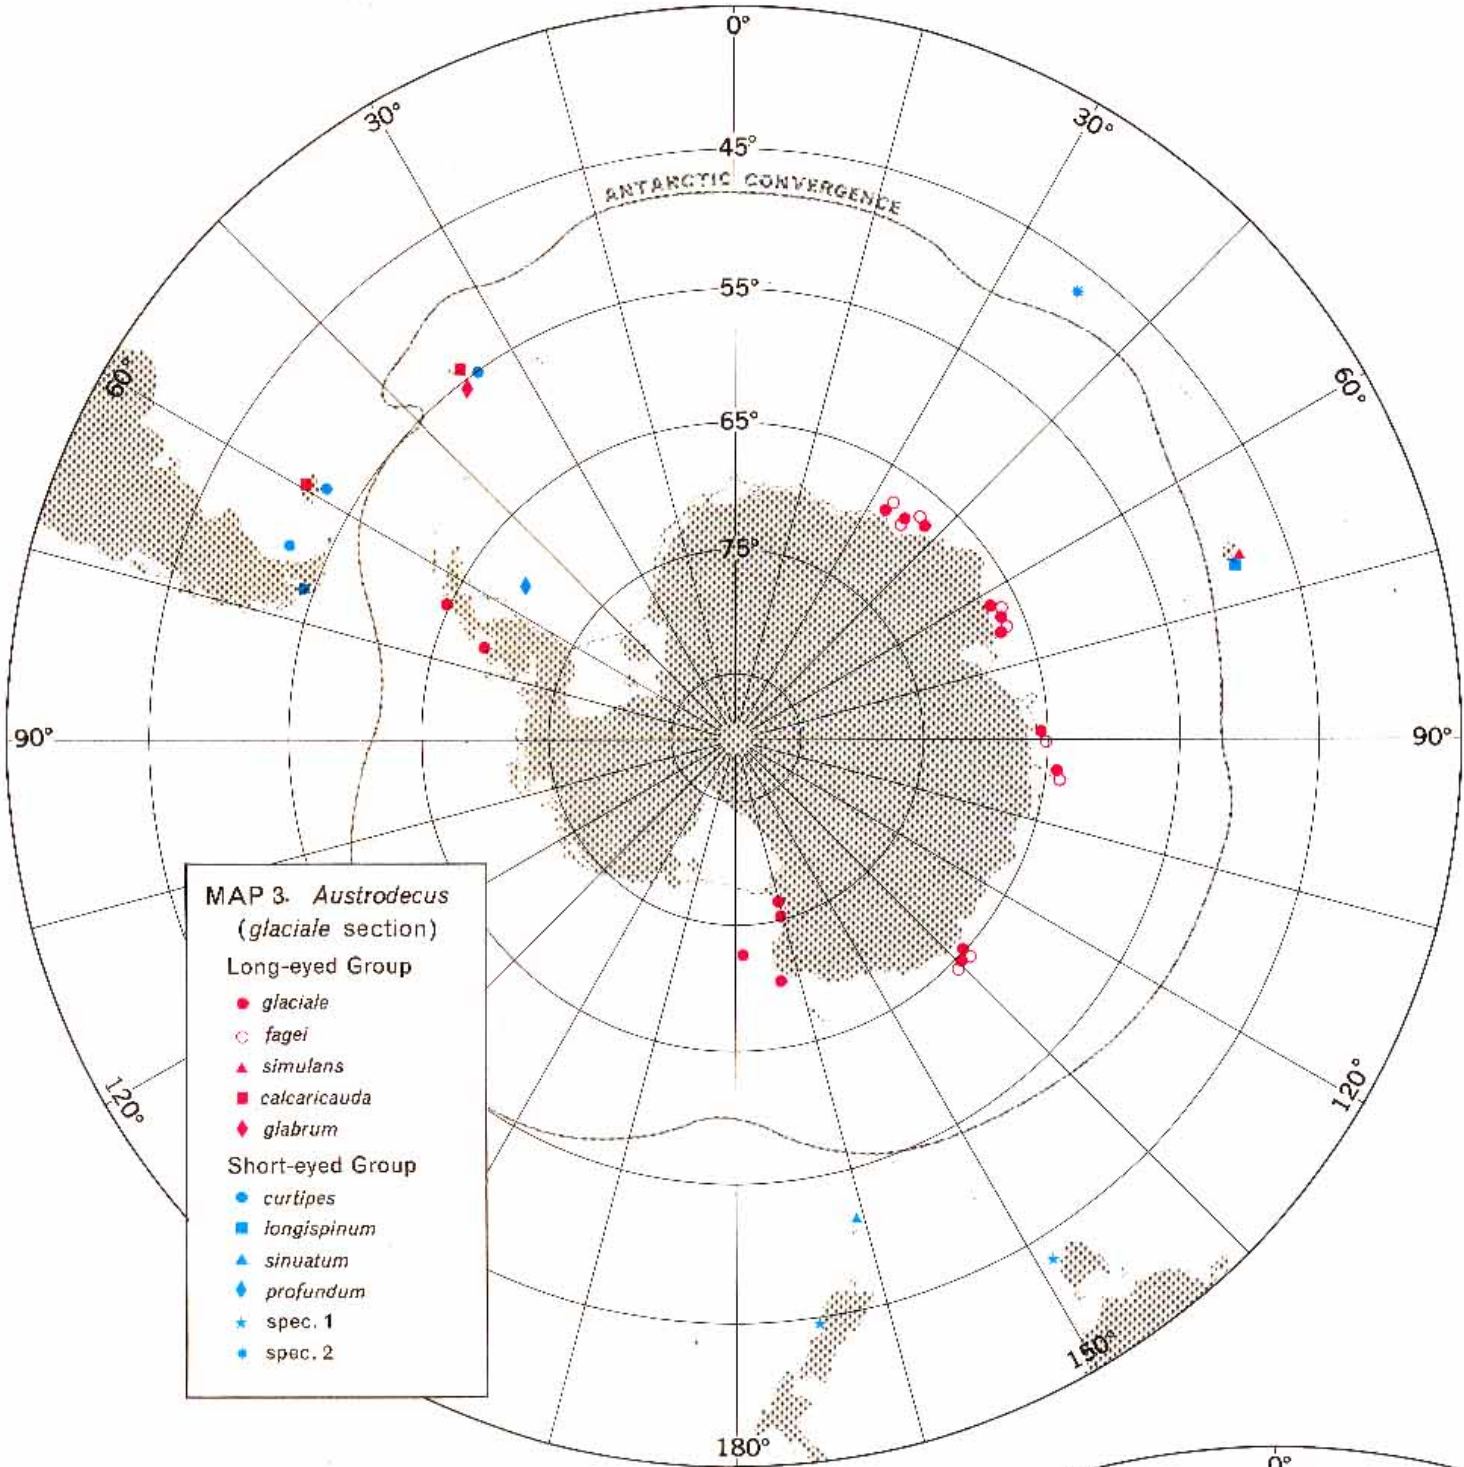 0°
30°
30°
45°
ANTARCTIC CONVERGENCE
55°
60°
60°
65°
75°
90°
90°
MAP 3. Austrodecus
(glaciale section)
Long-eyed Group
glaciale
fagei
simulans
calcaricauda
glabrum
Short-eyed Group
curtipes
longispinum
sinuatum
profundum
spec. 1
spec. 2
120°
120°
150°
180°
0°